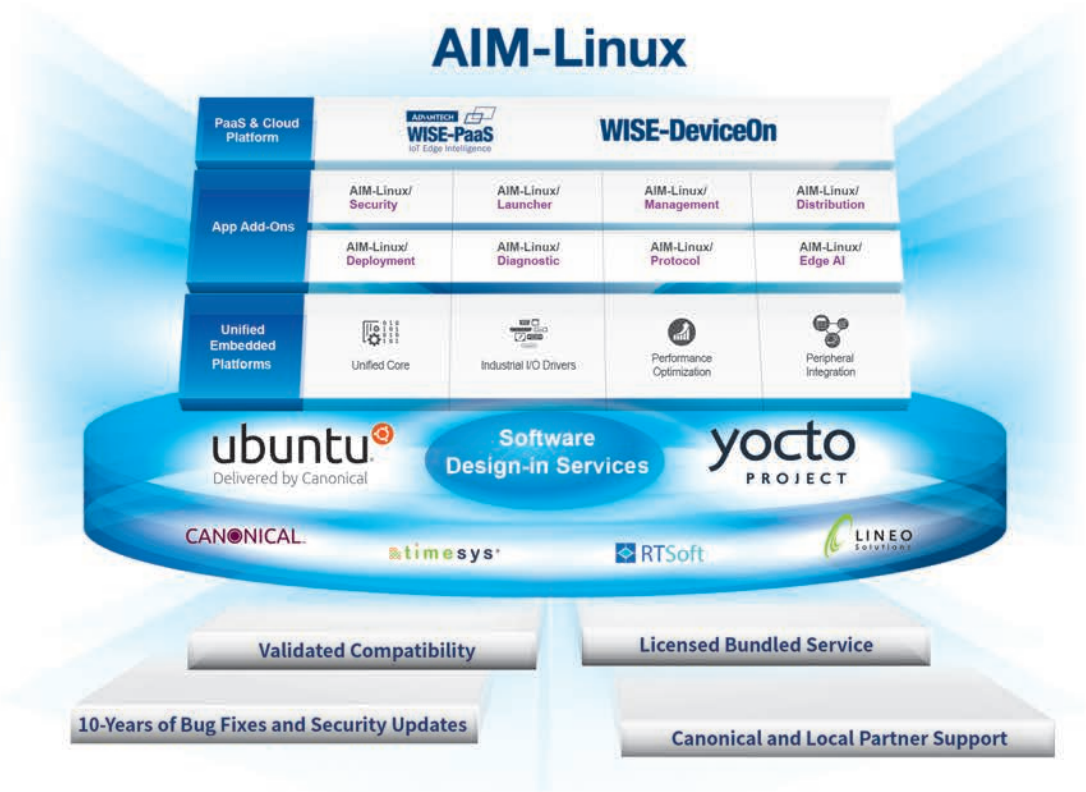 AIM-Linux
PaaS & Cloud
Platform
ADVANTECH
WISE-PaaS
IoT Edge Intelligence
WISE-DeviceOn
App Add-Ons
AIM-Linux/
Security
AIM-Linux/
Launcher
AIM-Linux/
Management
AIM-Linux/
Distribution
AIM-Linux/
Deployment
AIM-Linux/
Diagnostic
AIM-Linux/
Protocol
AIM-Linux/
Edge AI
Unified
Embedded
Platforms
Unified Core
Industrial I/O Drivers
Performance
Optimization
Peripheral
Integration
ubuntu
Delivered by Canonical
Software
Design-in Services
yocto
PROJECT
CANONICAL
timesys
RTSoft
LINEO
Solutions
Validated Compatibility
Licensed Bundled Service
10-Years of Bug Fixes and Security Updates
Canonical and Local Partner Support